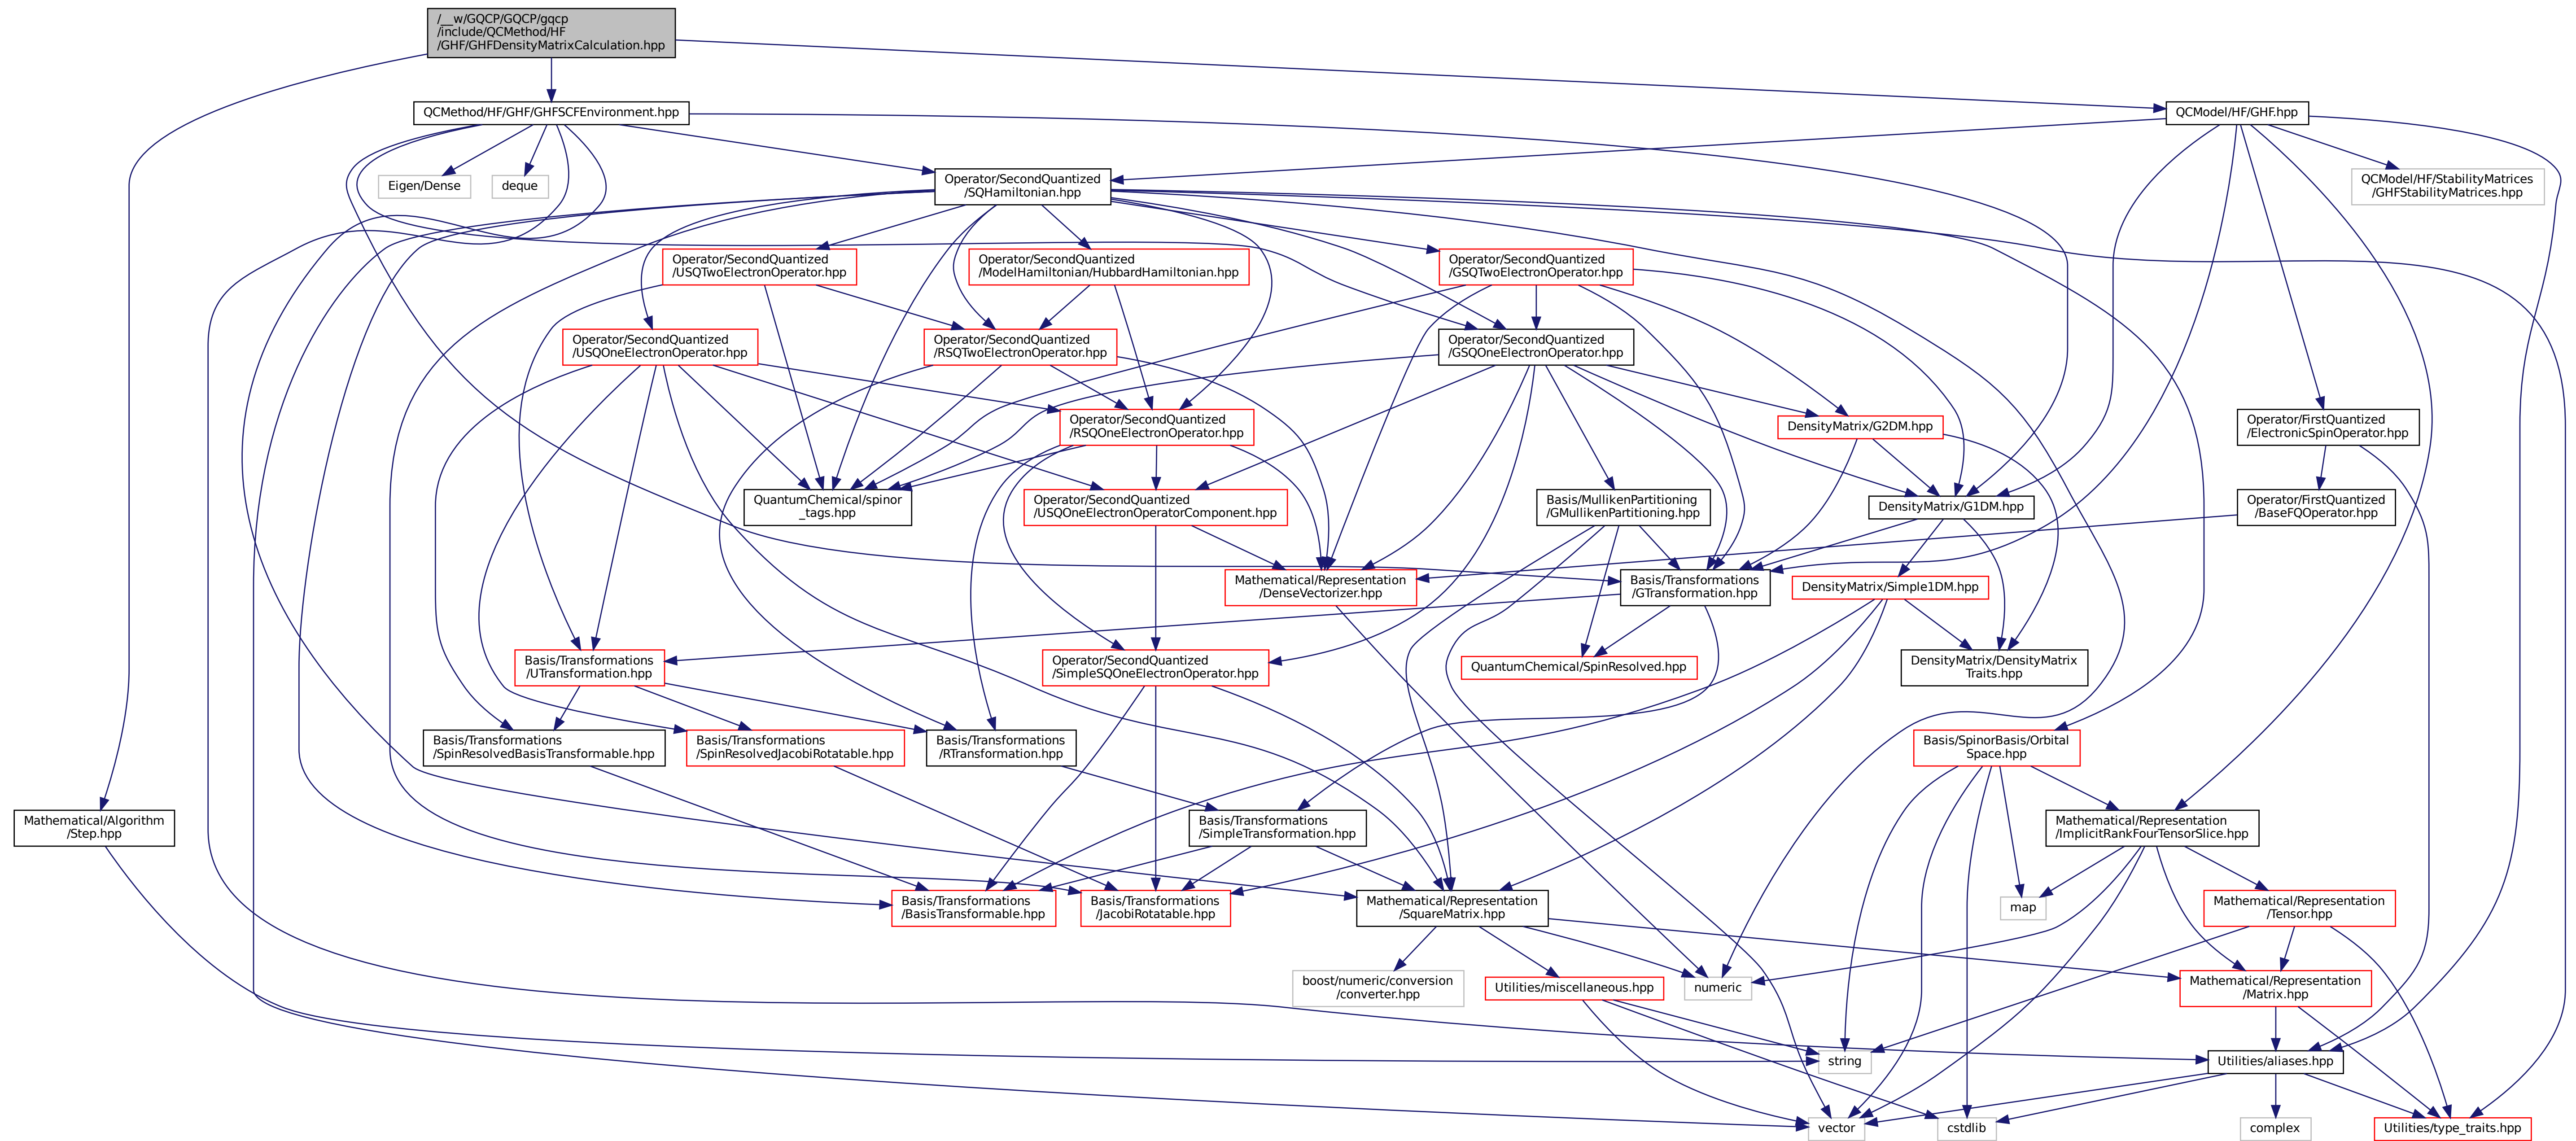 /__w/GQCP/GQCP/gqcp
/include/QCMethod/HF
/GHF/GHFDensityMatrixCalculation.hpp
QCMethod/HF/GHF/GHFSCFEnvironment.hpp
QCModel/HF/GHF.hpp
Eigen/Dense
deque
Operator/SecondQuantized
/SQHamiltonian.hpp
QCModel/HF/StabilityMatrices
/GHFStabilityMatrices.hpp
Operator/SecondQuantized
/USQTwoElectronOperator.hpp
Operator/SecondQuantized
/ModelHamiltonian/HubbardHamiltonian.hpp
Operator/SecondQuantized
/GSQTwoElectronOperator.hpp
Operator/SecondQuantized
/USQOneElectronOperator.hpp
Operator/SecondQuantized
/RSQTwoElectronOperator.hpp
Operator/SecondQuantized
/GSQOneElectronOperator.hpp
Operator/SecondQuantized
/RSQOneElectronOperator.hpp
DensityMatrix/G2DM.hpp
Operator/FirstQuantized
/ElectronicSpinOperator.hpp
QuantumChemical/spinor
_tags.hpp
Operator/SecondQuantized
/USQOneElectronOperatorComponent.hpp
Basis/MullikenPartitioning
/GMullikenPartitioning.hpp
DensityMatrix/G1DM.hpp
Operator/FirstQuantized
/BaseFQOperator.hpp
Mathematical/Representation
/DenseVectorizer.hpp
Basis/Transformations
/GTransformation.hpp
DensityMatrix/Simple1DM.hpp
Basis/Transformations
/UTransformation.hpp
Operator/SecondQuantized
/SimpleSQOneElectronOperator.hpp
QuantumChemical/SpinResolved.hpp
DensityMatrix/DensityMatrix
Traits.hpp
Basis/Transformations
/SpinResolvedBasisTransformable.hpp
Basis/Transformations
/SpinResolvedJacobiRotatable.hpp
Basis/Transformations
/RTransformation.hpp
Basis/SpinorBasis/Orbital
Space.hpp
Mathematical/Algorithm
/Step.hpp
Basis/Transformations
/SimpleTransformation.hpp
Mathematical/Representation
/ImplicitRankFourTensorSlice.hpp
Basis/Transformations
/BasisTransformable.hpp
Basis/Transformations
/JacobiRotatable.hpp
Mathematical/Representation
/SquareMatrix.hpp
map
Mathematical/Representation
/Tensor.hpp
boost/numeric/conversion
/converter.hpp
Utilities/miscellaneous.hpp
numeric
Mathematical/Representation
/Matrix.hpp
string
Utilities/aliases.hpp
vector
cstdlib
complex
Utilities/type_traits.hpp